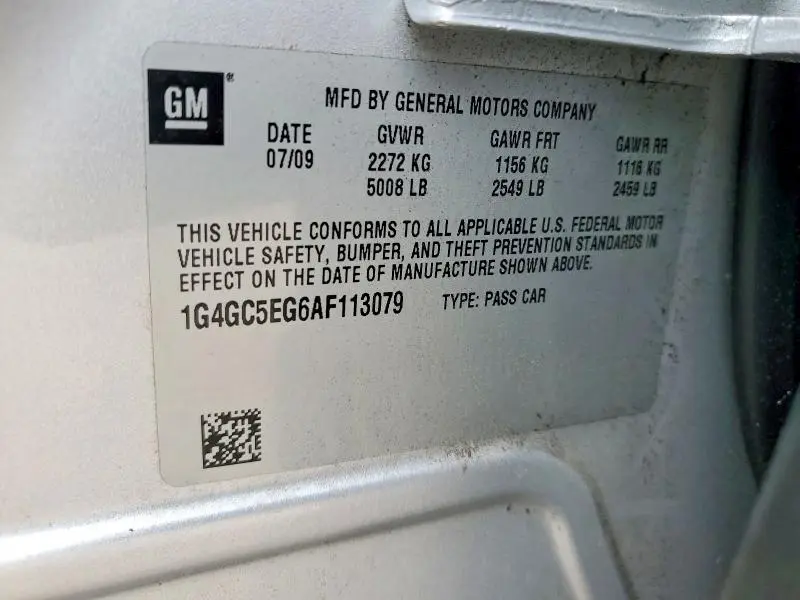 GM®
MFD BY GENERAL MOTORS COMPANY
DATE GVWR GAWR FRT GAWR RR
07/09 2272 KG 1156 KG 1116 KG
5008 LB 2549 LB 2459 LB
THIS VEHICLE CONFORMS TO ALL APPLICABLE U.S. FEDERAL MOTOR
VEHICLE SAFETY, BUMPER, AND THEFT PREVENTION STANDARDS IN
EFFECT ON THE DATE OF MANUFACTURE SHOWN ABOVE.
1G4GC5EG6AF113079 TYPE: PASS CAR